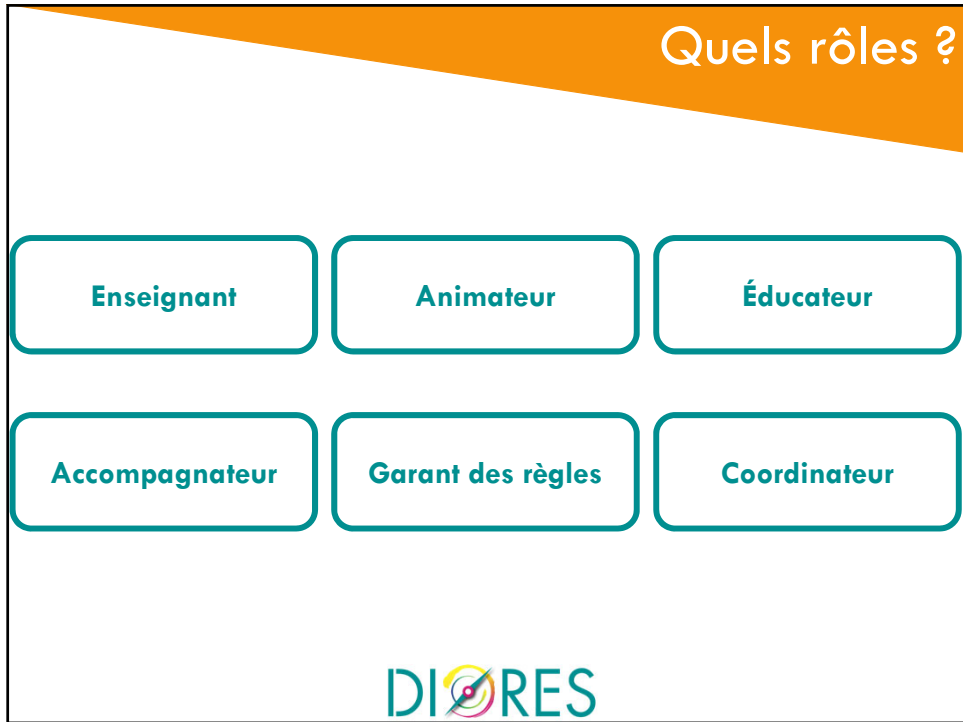 Quels rôles ?
Enseignant
Animateur
Éducateur
Accompagnateur
Garant des règles
Coordinateur
DIORES